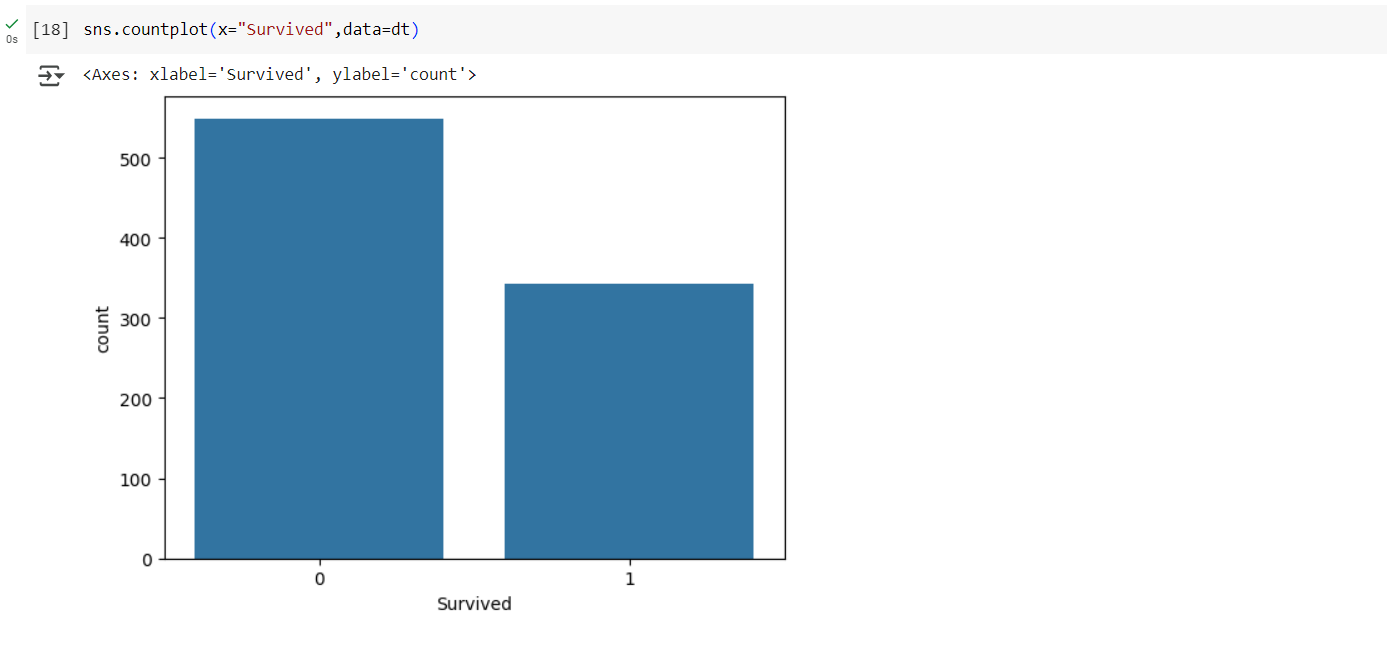 [18] sns.countplot(x="Survived",data=dt)
0s
<Axes: xlabel='Survived', ylabel='count'>
500
400
300
200
100
0
count
0 1
Survived